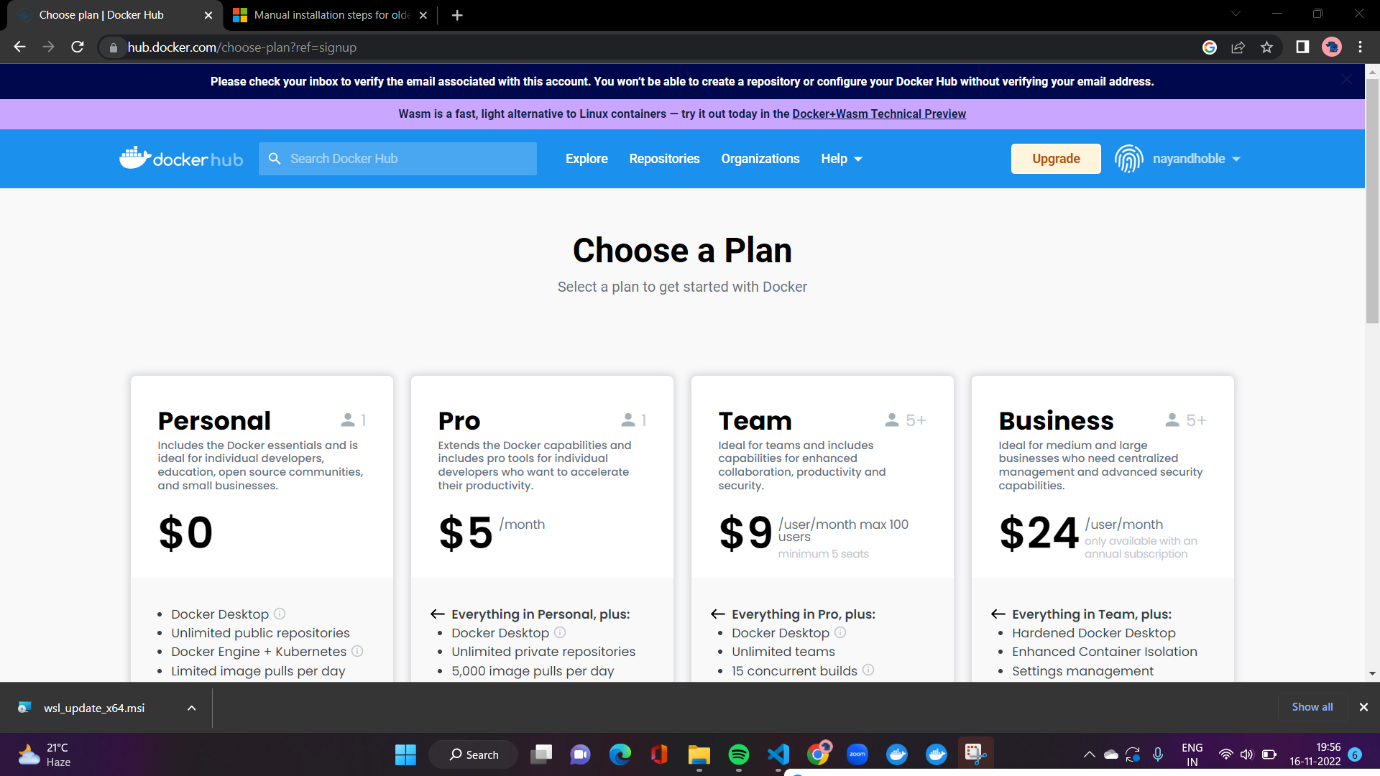 Choose plan | Docker Hub
Manual installation steps for olde
hub.docker.com/choose-plan?ref=signup
Please check your inbox to verify the email associated with this account. You won't be able to create a repository or configure your Docker Hub without verifying your email address.
Wasm is a fast, light alternative to Linux containers — try it out today in the Docker+Wasm Technical Preview
docker hub Search Docker Hub Explore Repositories Organizations Help Upgrade nayandhoble
Choose a Plan
Select a plan to get started with Docker
Personal 1
Includes the Docker essentials and is
ideal for individual developers,
education, open source communities,
and small businesses.
$0
• Docker Desktop
• Unlimited public repositories
• Docker Engine + Kubernetes
• Limited image pulls per day
Pro 1
Extends the Docker capabilities and
includes pro tools for individual
developers who want to accelerate
their productivity.
$5 /month
Everything in Personal, plus:
• Docker Desktop
• Unlimited private repositories
• 5,000 image pulls per day
Team 5+
Ideal for teams and includes
capabilities for enhanced
collaboration, productivity and
security.
$9 /user/month max 100
users
minimum 5 seats
Everything in Pro, plus:
• Docker Desktop
• Unlimited teams
• 15 concurrent builds
Business 5+
Ideal for medium and large
businesses who need centralized
management and advanced security
capabilities.
$24 /user/month
only available with an
annual subscription
Everything in Team, plus:
• Hardened Docker Desktop
• Enhanced Container Isolation
• Settings management
wsl_update_x64.msi
Show all
21°C
Haze
Search
zoom
ENG
IN
19:56
16-11-2022
6